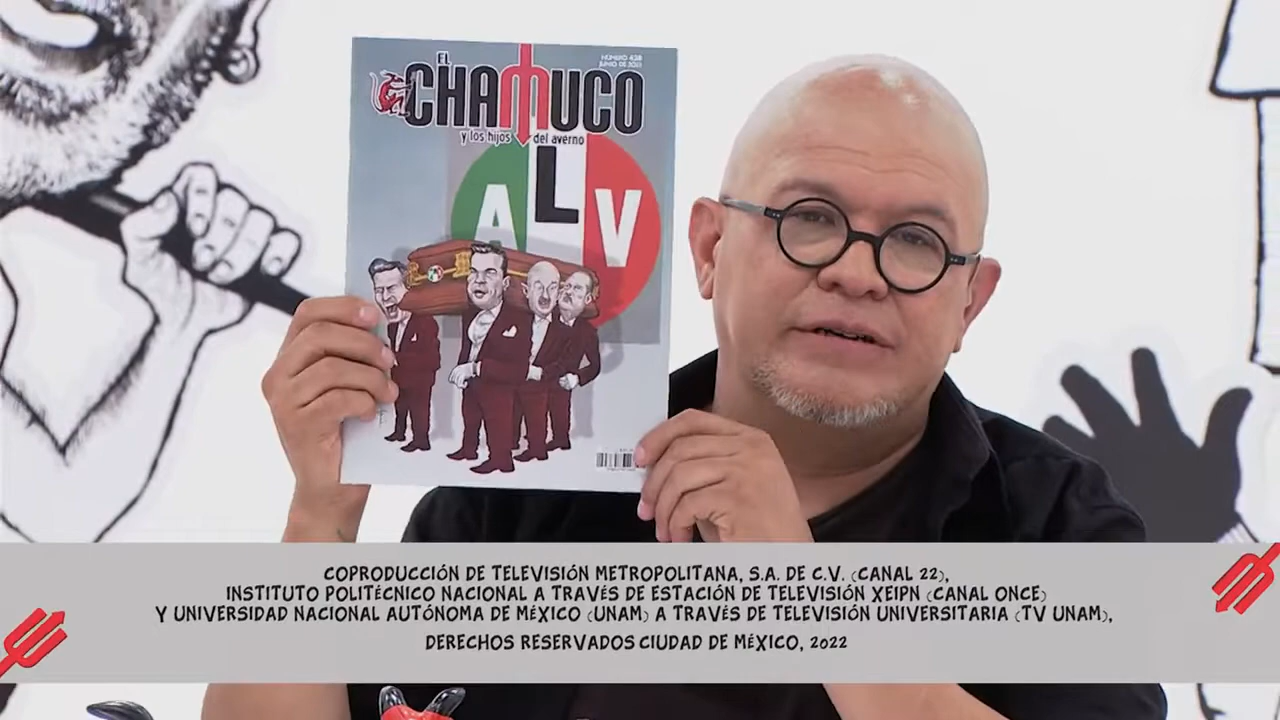 NÚMERO 438
EL
CHAMUCO
y los hijos del averno
ALV
COPRODUCCIÓN DE TELEVISIÓN METROPOLITANA, S.A. DE C.V. (CANAL 22),
INSTITUTO POLITÉCNICO NACIONAL A TRAVÉS DE ESTACIÓN DE TELEVISIÓN XEIPN (CANAL ONCE)
Y UNIVERSIDAD NACIONAL AUTÓNOMA DE MÉXICO (UNAM) A TRAVÉS DE TELEVISIÓN UNIVERSITARIA (TV UNAM),
DERECHOS RESERVADOS CIUDAD DE MÉXICO, 2022